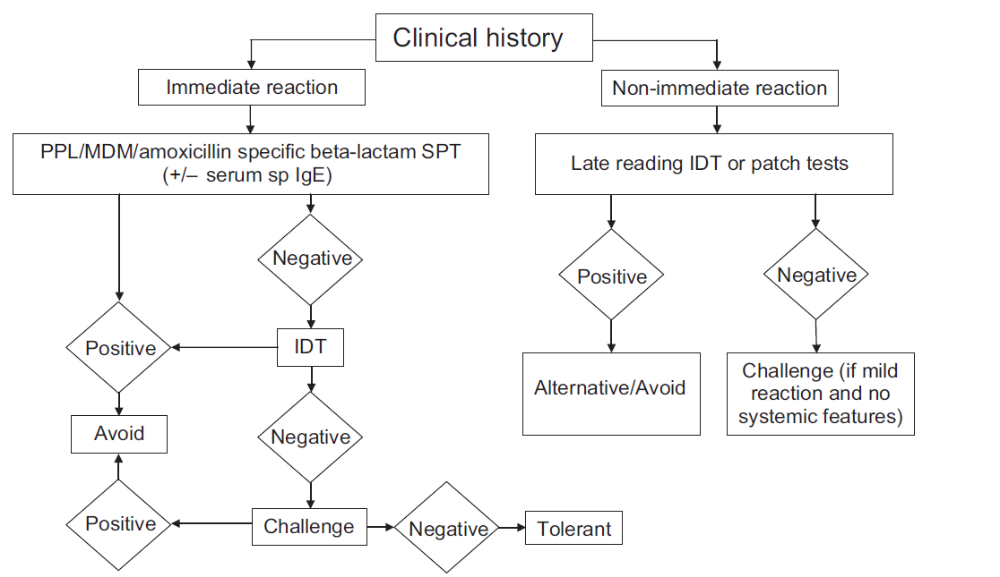 Clinical history
Immediate reaction
Non-immediate reaction
PPL/MDM/amoxicillin specific beta-lactam SPT
(+/– serum sp IgE)
Late reading IDT or patch tests
Negative
Positive
Negative
Positive
IDT
Alternative/Avoid
Challenge (if mild
reaction and no
systemic features)
Avoid
Negative
Positive
Challenge
Negative
Tolerant